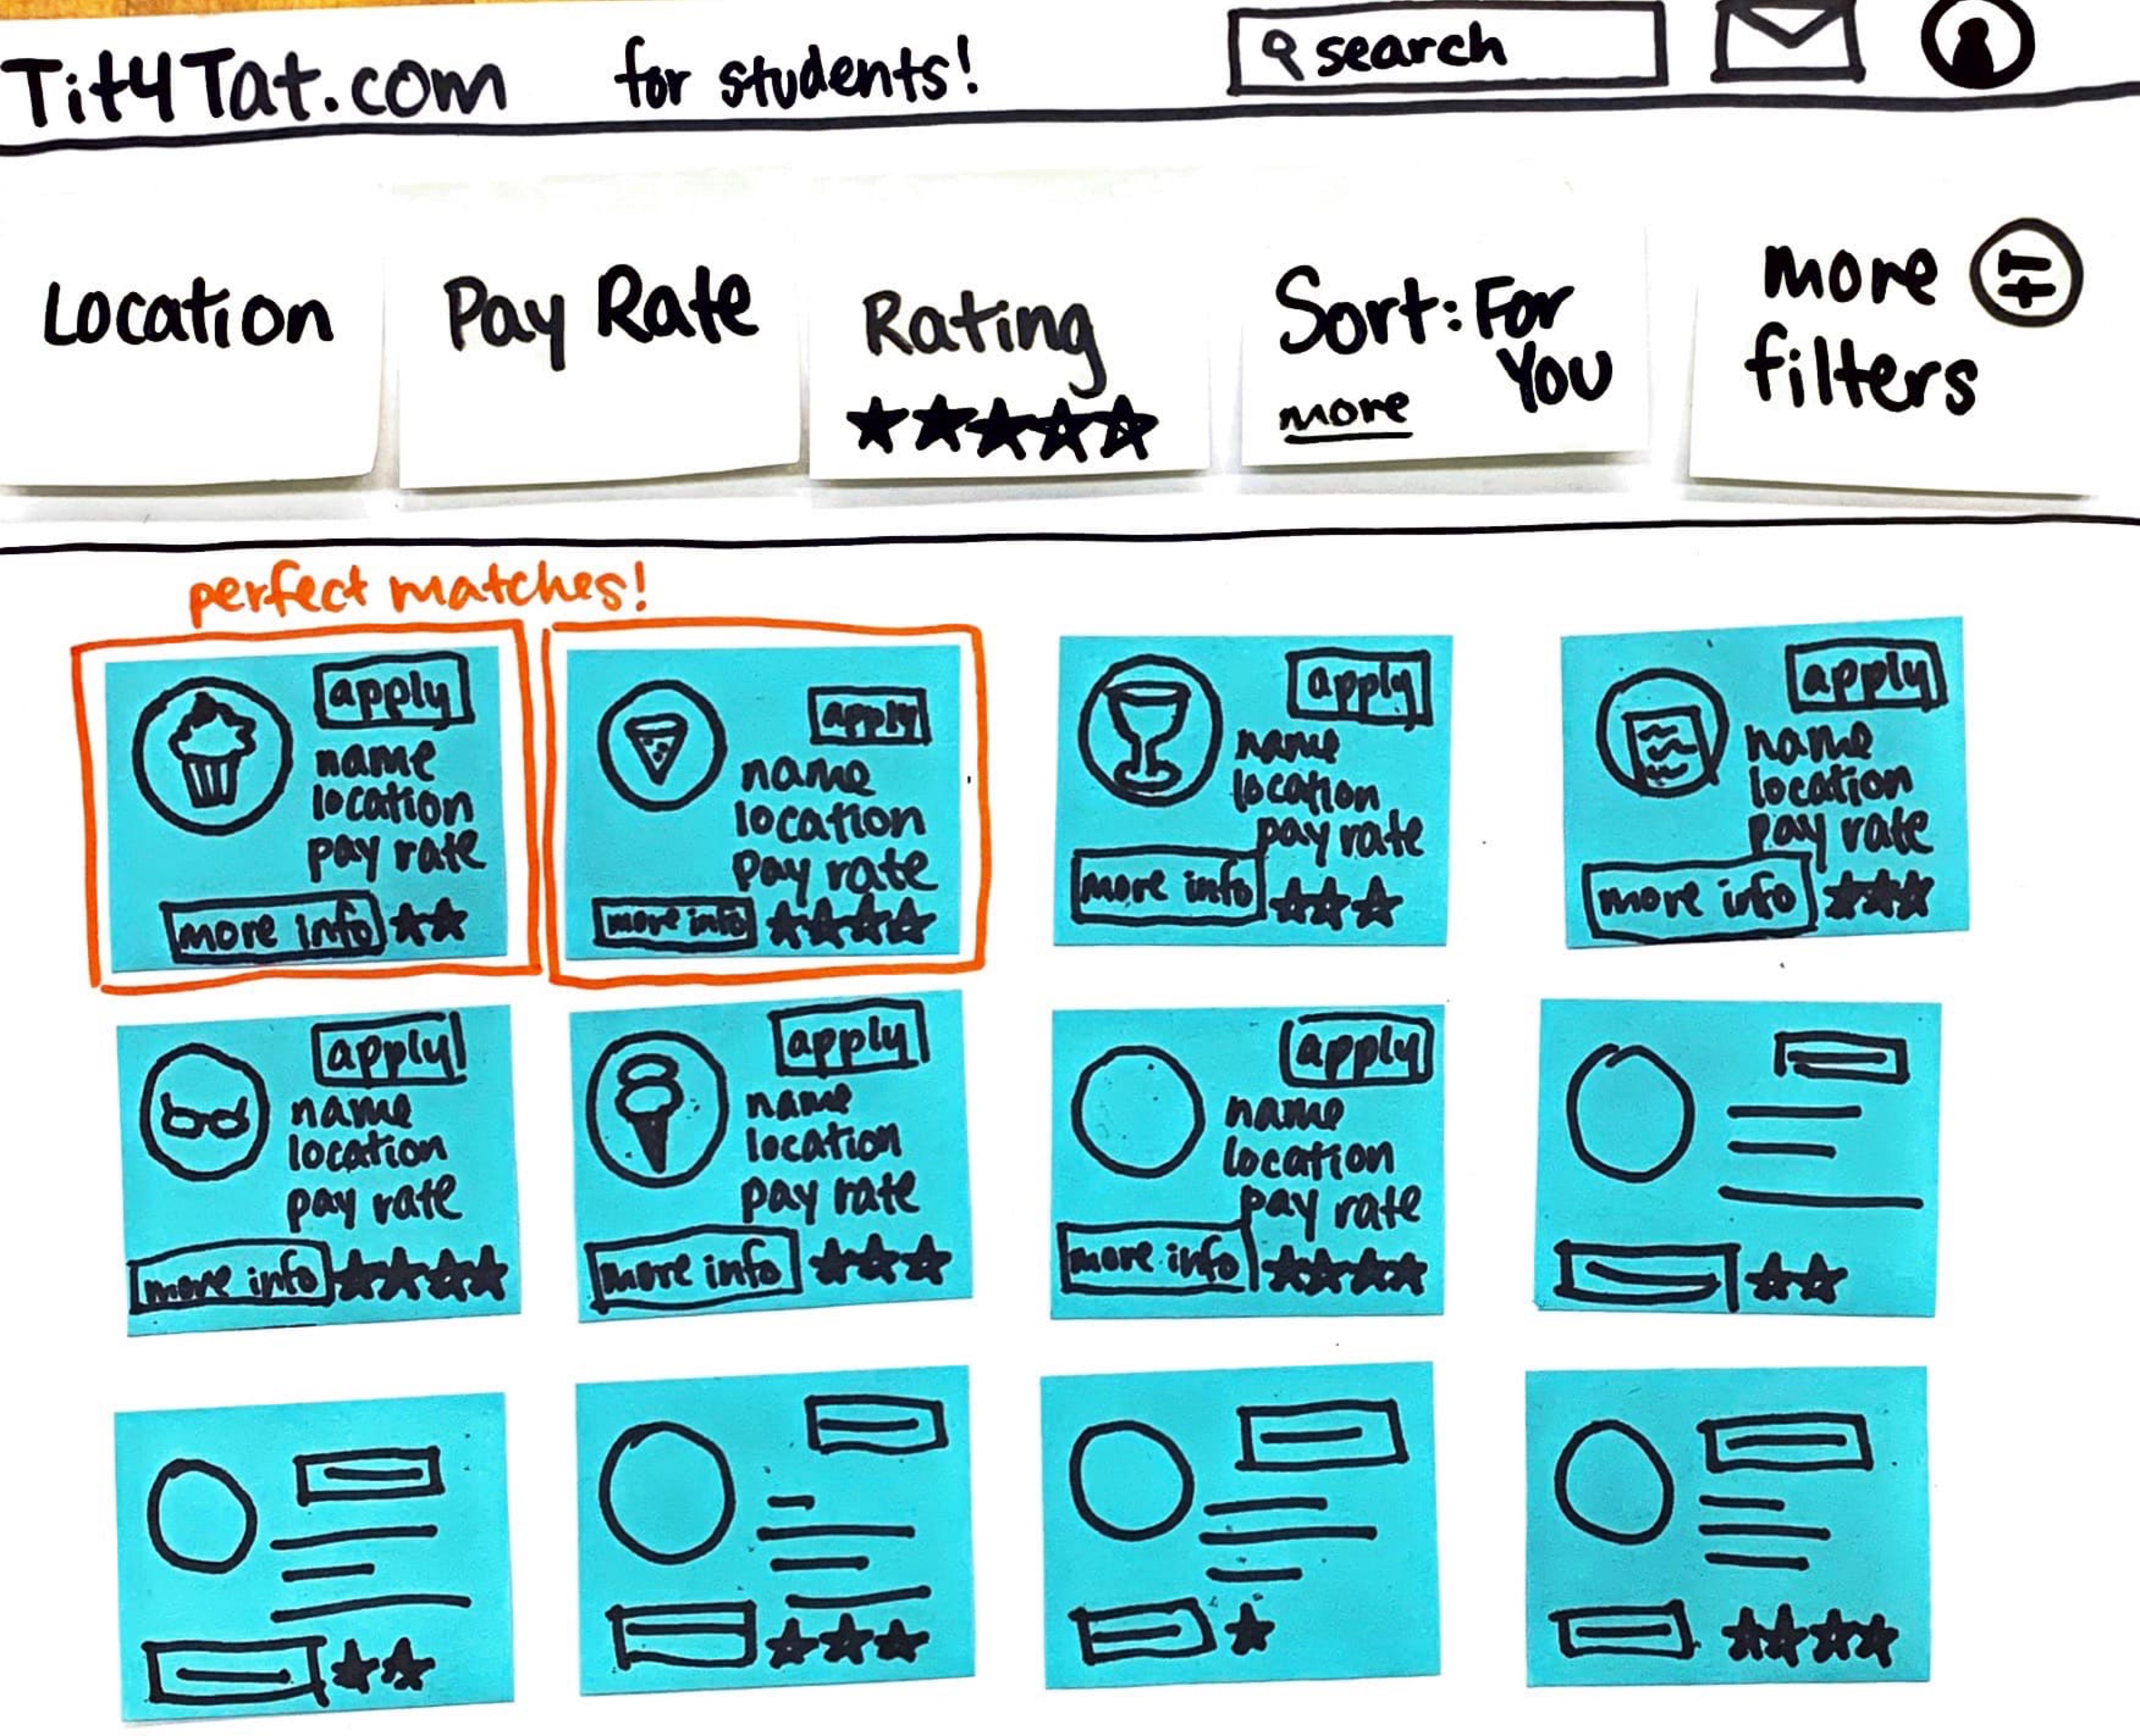 Tit4Tat.com for students! search
Location
Pay Rate
Rating
Sort: For
You
more
more
filters
perfect matches!
apply
name
location
pay rate
more info
apply
name
location
pay rate
more info
apply
name
location
pay rate
more info
apply
name
location
pay rate
more info
apply
name
location
pay rate
more info
apply
name
location
pay rate
more info
apply
name
location
pay rate
more info